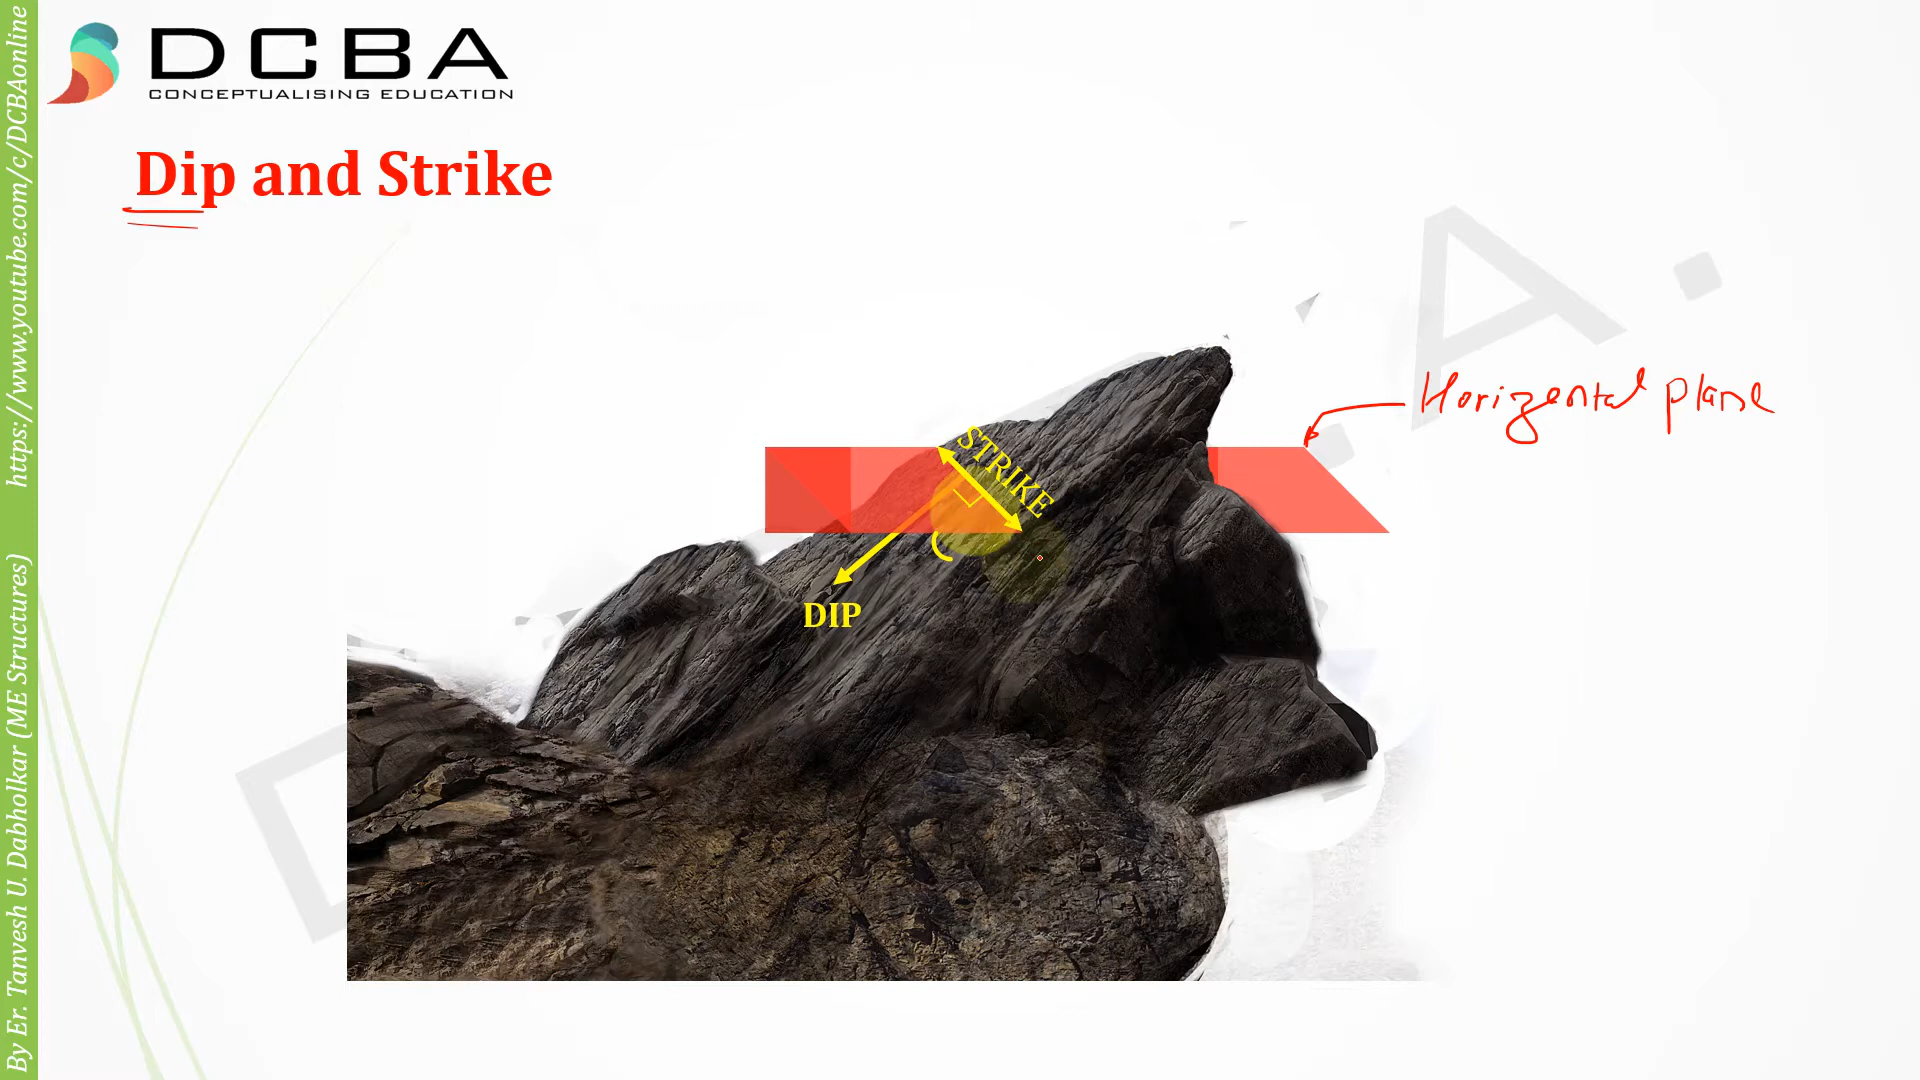 DCBA
CONCEPTUALISING EDUCATION
Dip and Strike
Horizental plane
STRIKE
DIP
By Er. Tanvesh U. Dabholkar (ME Structures) https://www.youtube.com/c/DCBAonline
D
A.